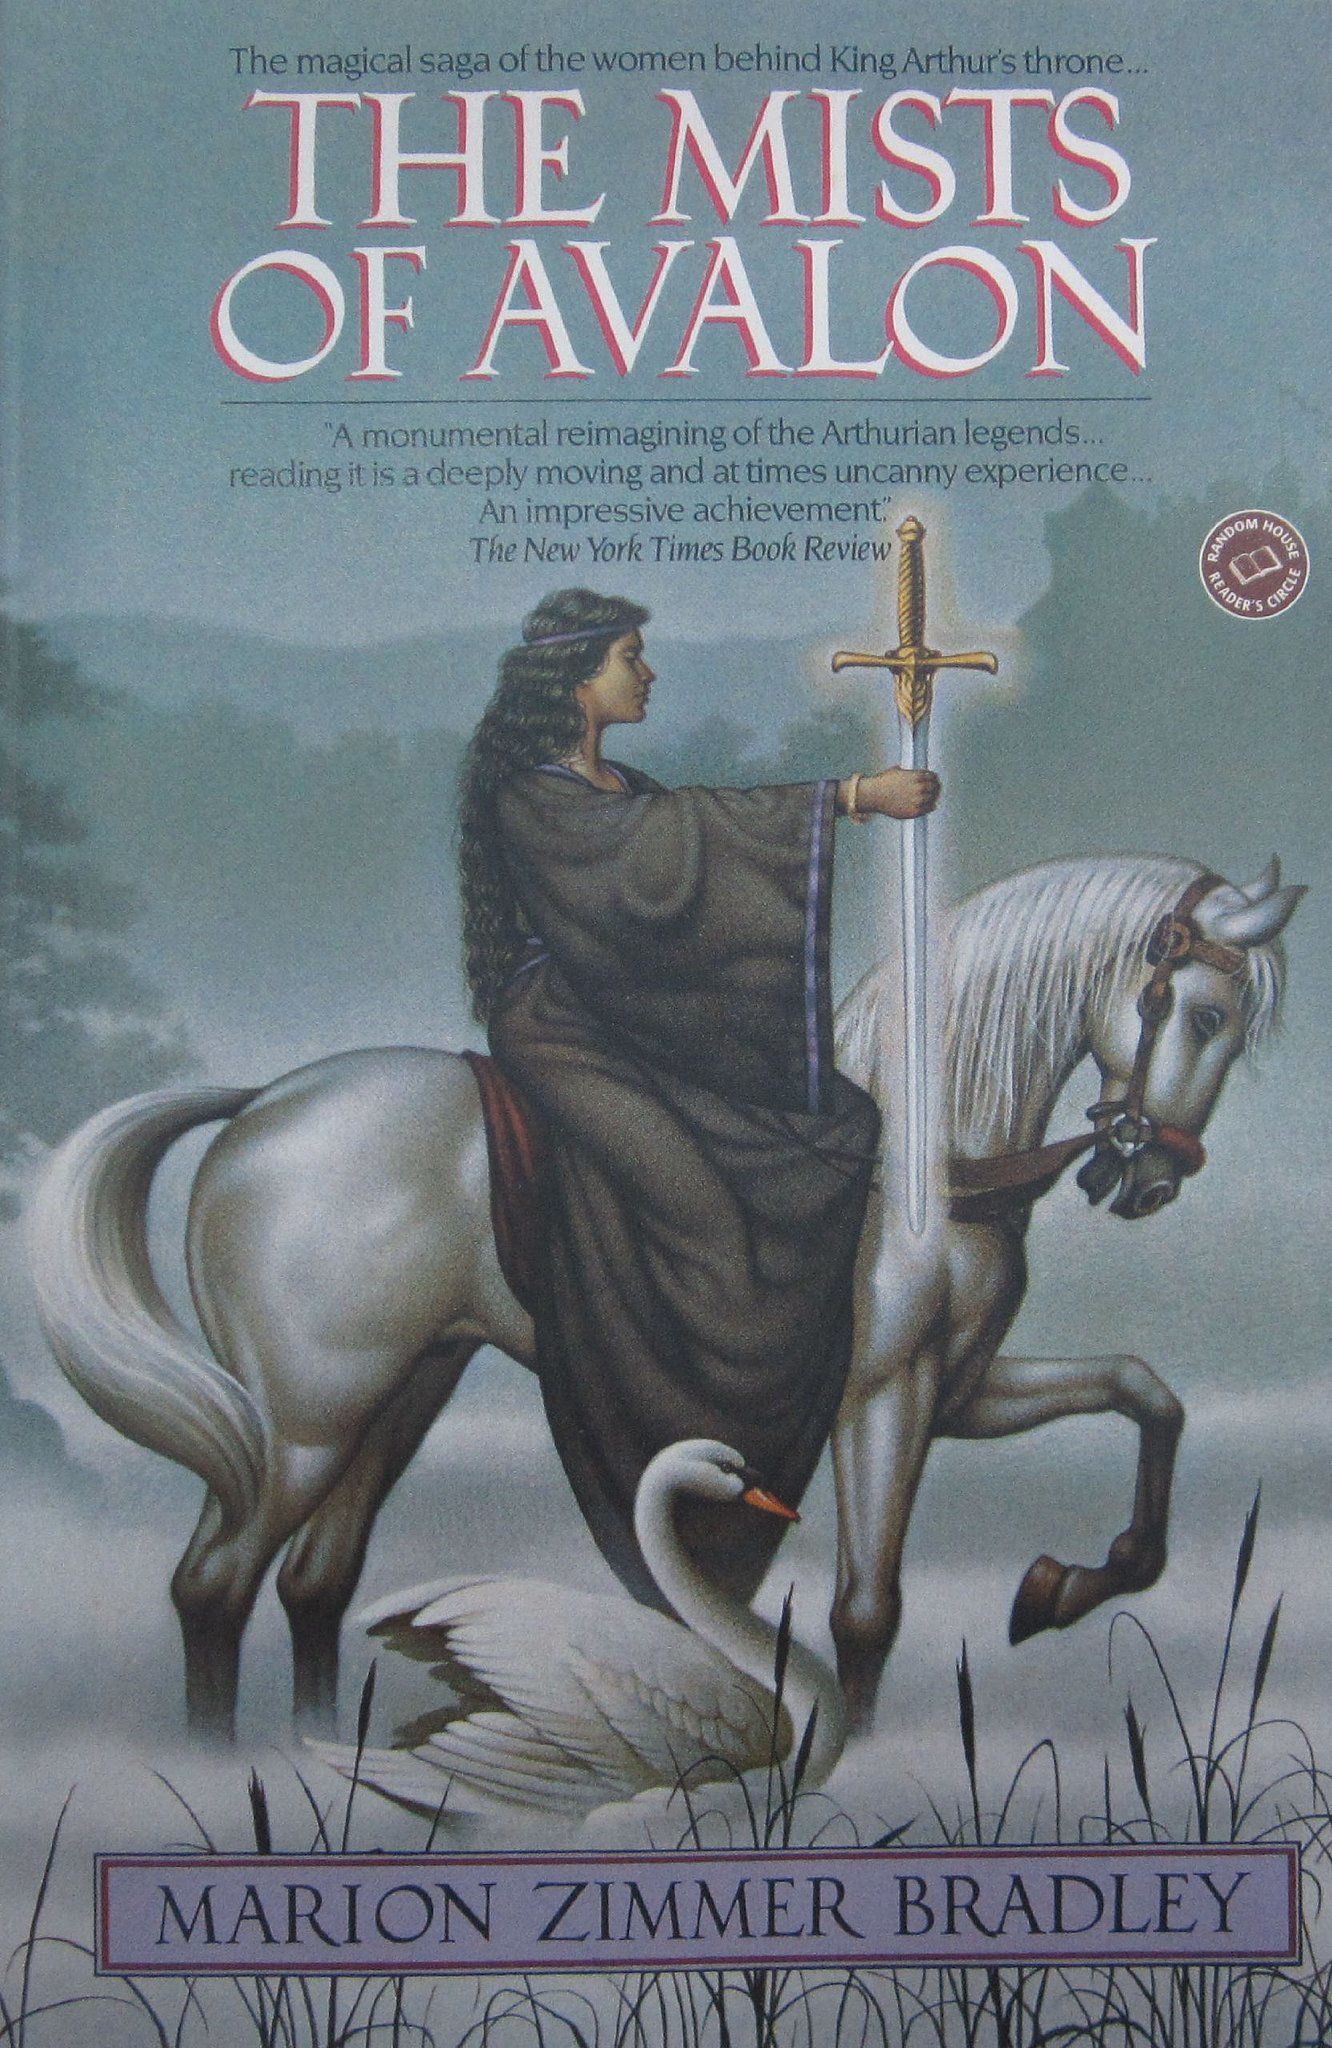 The magical saga of the women behind King Arthur's throne...
THE MISTS
OF AVALON
"A monumental reimagining of the Arthurian legends...
reading it is a deeply moving and at times uncanny experience...
An impressive achievement."
The New York Times Book Review
RANDOM HOUSE
READER'S CIRCLE
MARION ZIMMER BRADLEY